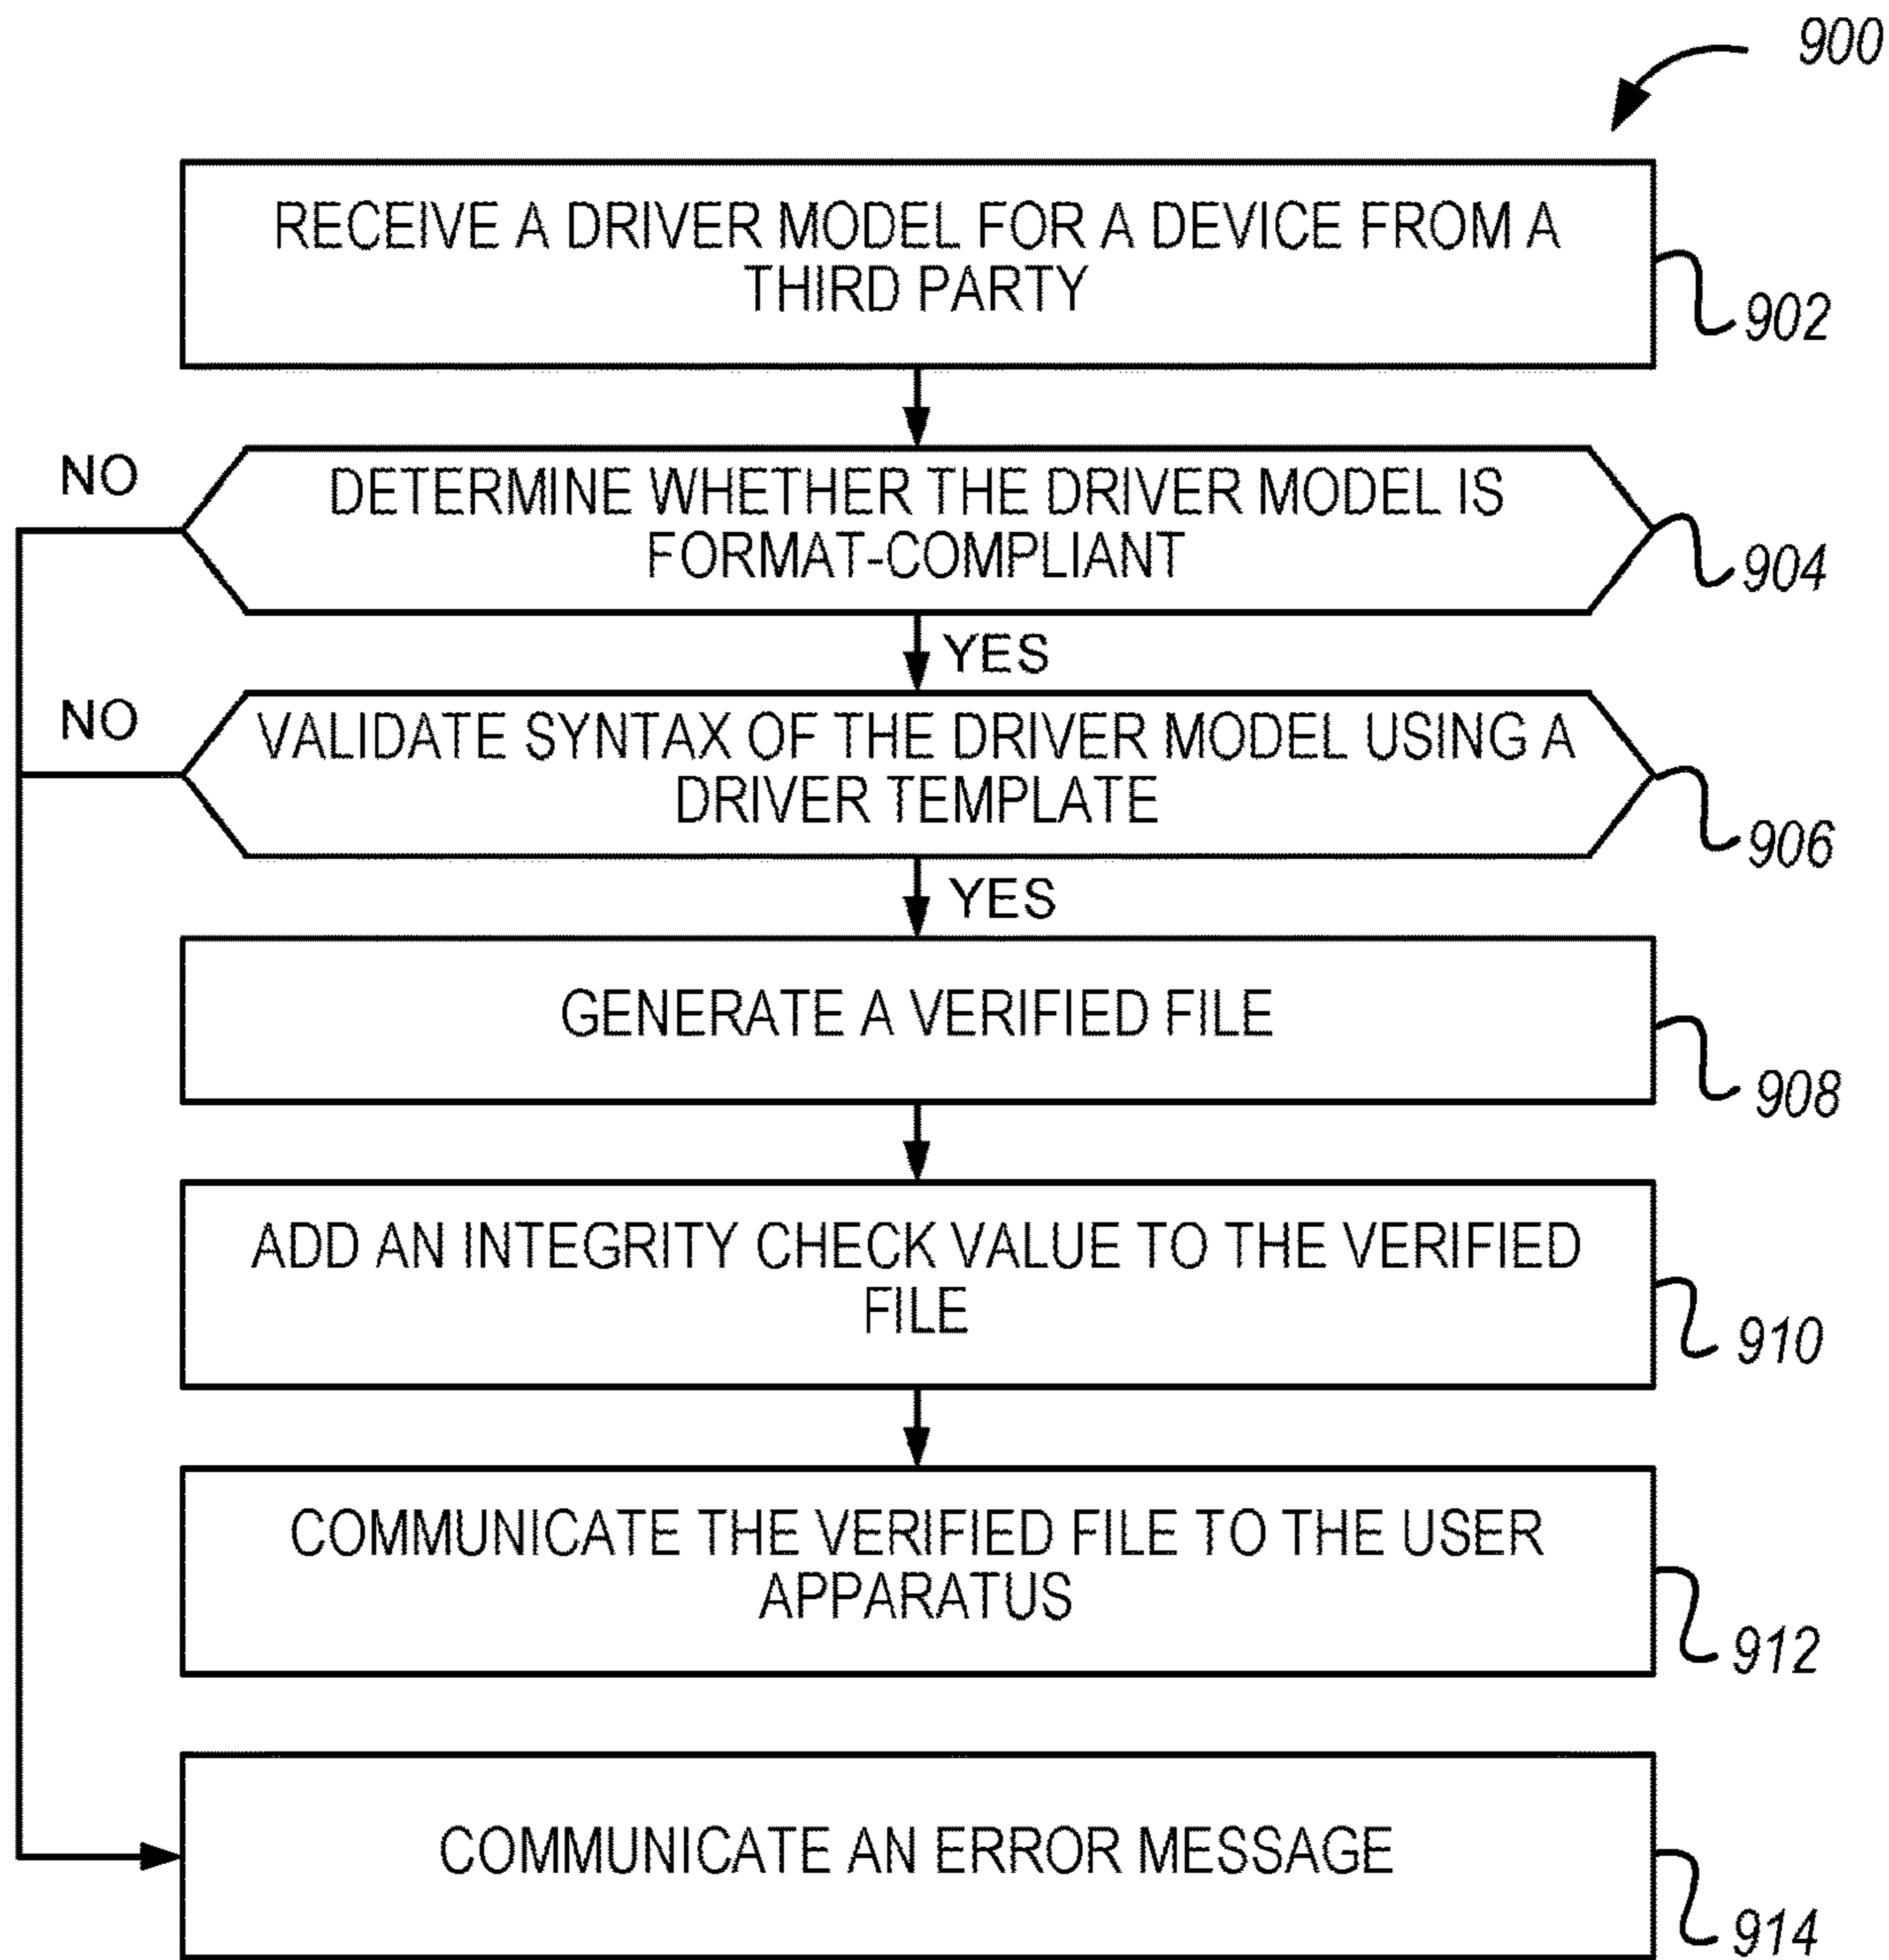 900
RECEIVE A DRIVER MODEL FOR A DEVICE FROM A
THIRD PARTY
902
NO
DETERMINE WHETHER THE DRIVER MODEL IS
FORMAT-COMPLIANT
904
YES
NO
VALIDATE SYNTAX OF THE DRIVER MODEL USING A
DRIVER TEMPLATE
906
YES
GENERATE A VERIFIED FILE
908
ADD AN INTEGRITY CHECK VALUE TO THE VERIFIED
FILE
910
COMMUNICATE THE VERIFIED FILE TO THE USER
APPARATUS
912
COMMUNICATE AN ERROR MESSAGE
914